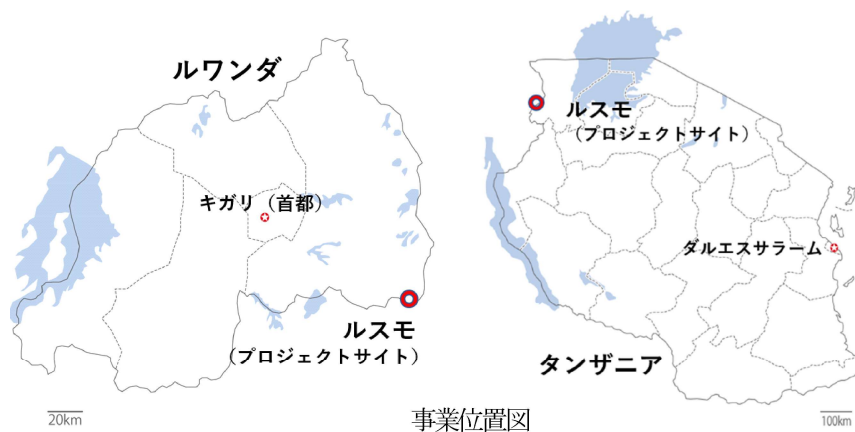 ルワンダ
キガリ（首都）
ルスモ
（プロジェクトサイト）
20km
ルスモ
（プロジェクトサイト）
ダルエスサラーム
タンザニア
100km
事業位置図